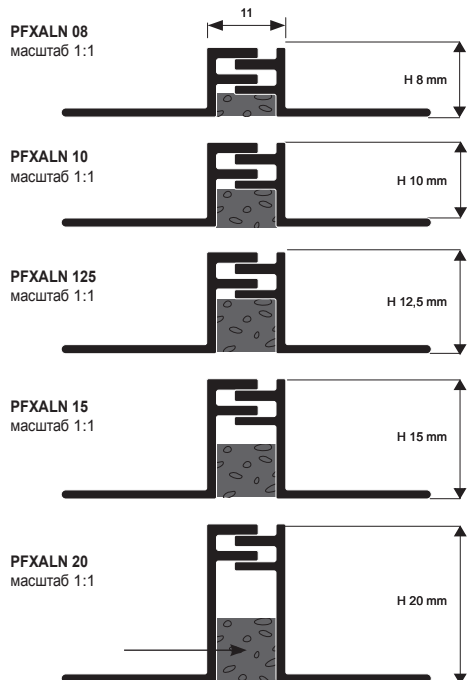 11
PFXALN 08
масштаб 1:1
H 8 mm
PFXALN 10
масштаб 1:1
H 10 mm
PFXALN 125
масштаб 1:1
H 12,5 mm
PFXALN 15
масштаб 1:1
H 15 mm
PFXALN 20
масштаб 1:1
H 20 mm